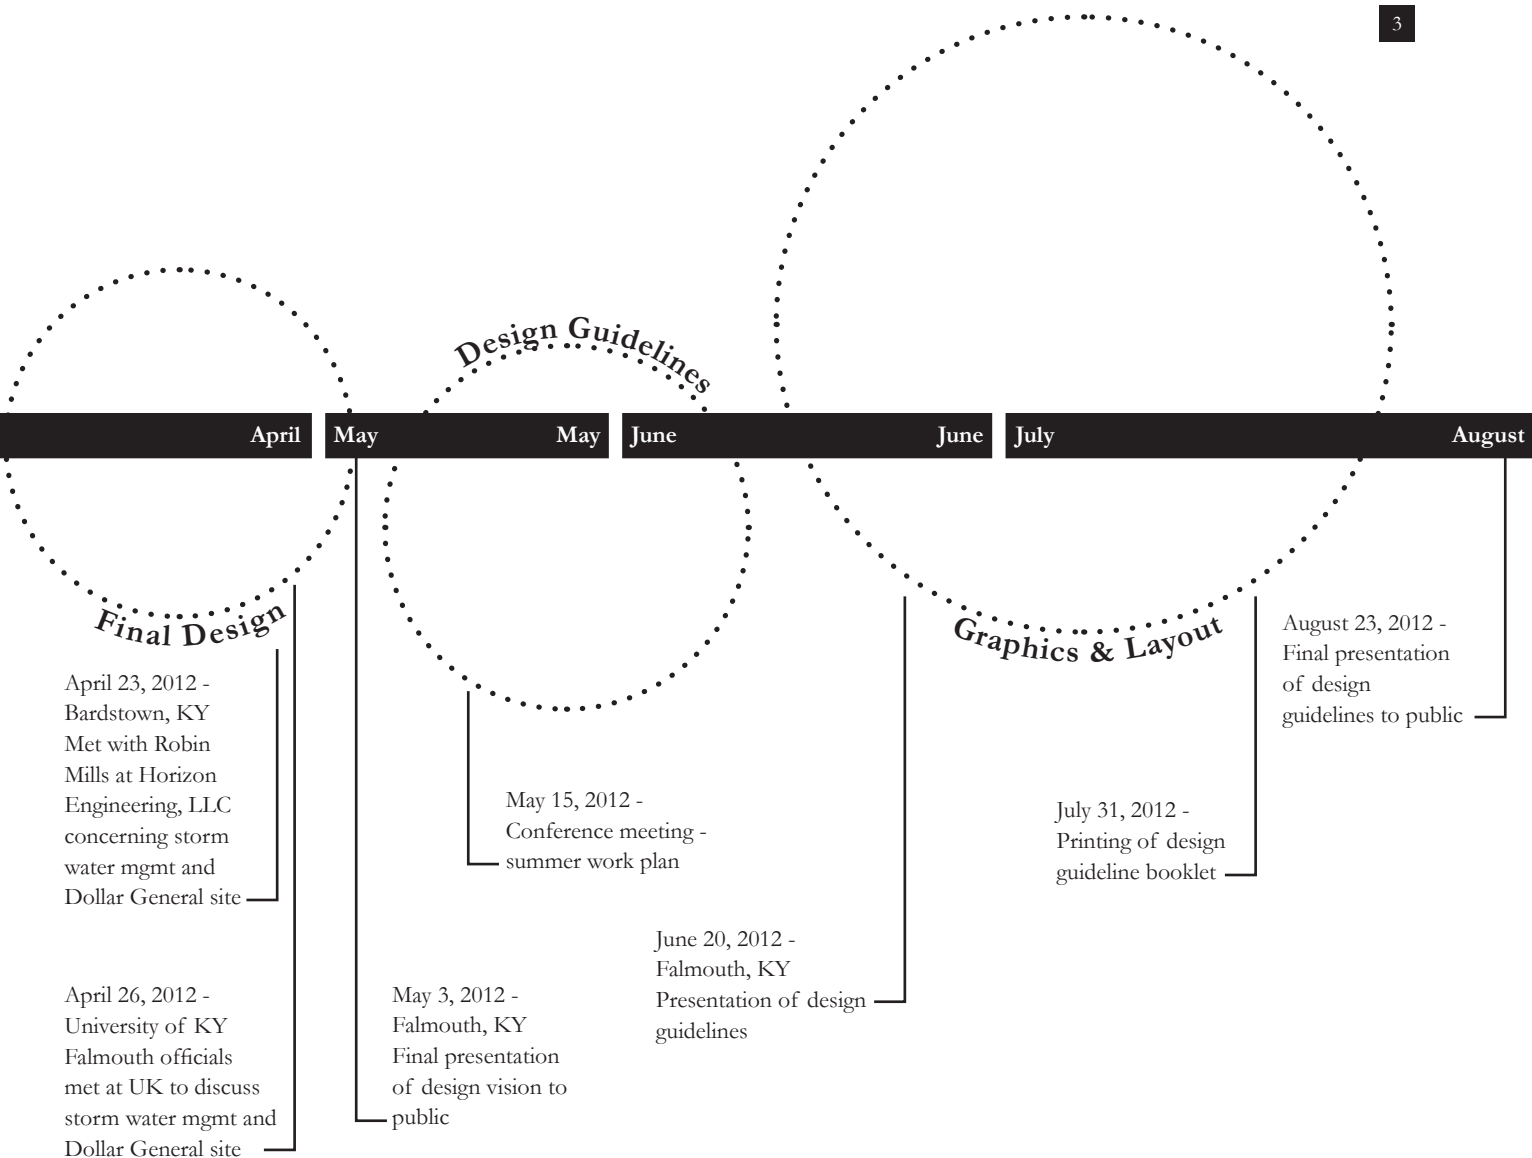 3
Design Guidelines
April
May
May
June
June
July
August
Final Design
Graphics & Layout
April 23, 2012 -
Bardstown, KY
Met with Robin
Mills at Horizon
Engineering, LLC
concerning storm
water mgmt and
Dollar General site
April 26, 2012 -
University of KY
Falmouth officials
met at UK to discuss
storm water mgmt and
Dollar General site
May 3, 2012 -
Falmouth, KY
Final presentation
of design vision to
public
May 15, 2012 -
Conference meeting -
summer work plan
June 20, 2012 -
Falmouth, KY
Presentation of design
guidelines
July 31, 2012 -
Printing of design
guideline booklet
August 23, 2012 -
Final presentation
of design
guidelines to public